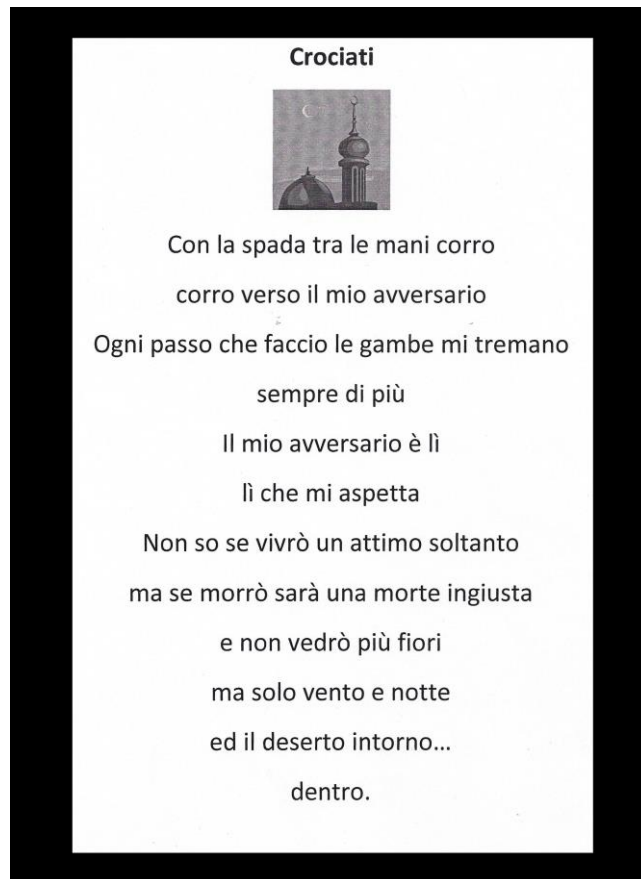 Crociati
Con la spada tra le mani corro
corro verso il mio avversario
Ogni passo che faccio le gambe mi tremano
sempre di più
Il mio avversario è lì
lì che mi aspetta
Non so se vivrò un attimo soltanto
ma se morrò sarà una morte ingiusta
e non vedrò più fiori
ma solo vento e notte
ed il deserto intorno...
dentro.